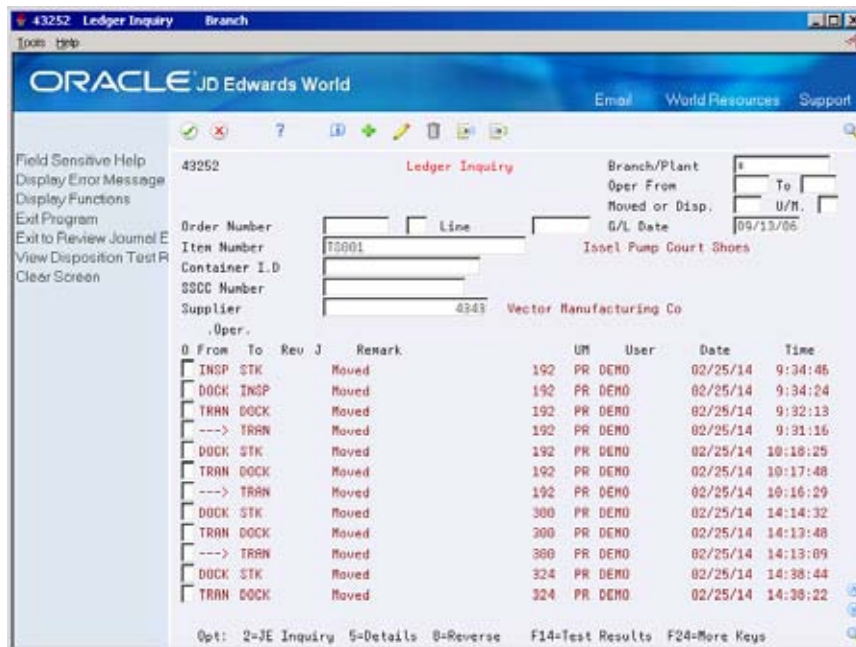 43252 Ledger Inquiry Branch
Tools Help
ORACLE JD Edwards World
Email World Resources Support
Field Sensitive Help
Display Error Message
Display Functions
Exit Program
Exit to Review Journal E
View Disposition Test R
Clear Screen
43252 Ledger Inquiry Branch/Plant *
Oper From To
Moved or Disp. U/M.
Order Number Line G/L Date 09/13/06
Item Number TS001 Issel Pump Court Shoes
Container I.D
SSCC Number
Supplier 4343 Vector Manufacturing Co
.Oper.
O From To Rev J Remark UM User Date Time
INSP STK Moved 192 PR DEMO 02/25/14 9:34:46
DOCK INSP Moved 192 PR DEMO 02/25/14 9:34:24
TRAN DOCK Moved 192 PR DEMO 02/25/14 9:32:13
---> TRAN Moved 192 PR DEMO 02/25/14 9:31:16
DOCK STK Moved 192 PR DEMO 02/25/14 10:18:25
TRAN DOCK Moved 192 PR DEMO 02/25/14 10:17:48
---> TRAN Moved 192 PR DEMO 02/25/14 10:16:29
DOCK STK Moved 300 PR DEMO 02/25/14 14:14:32
TRAN DOCK Moved 300 PR DEMO 02/25/14 14:13:48
---> TRAN Moved 300 PR DEMO 02/25/14 14:13:09
DOCK STK Moved 324 PR DEMO 02/25/14 14:38:44
TRAN DOCK Moved 324 PR DEMO 02/25/14 14:38:22
Opt: 2=JE Inquiry 5=Details 8=Reverse F14=Test Results F24=More Keys